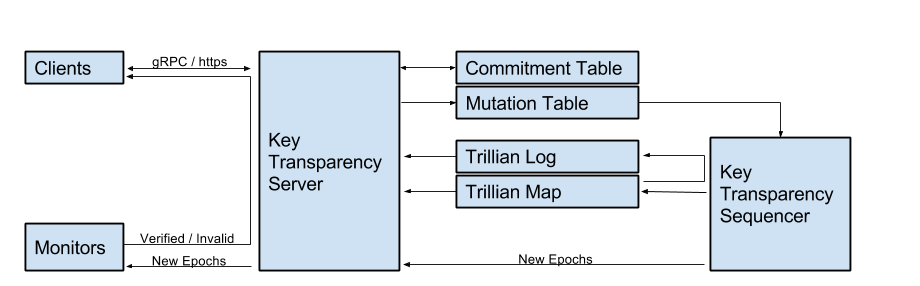 Clients
gRPC / https
Key
Transparency
Server
Commitment Table
Mutation Table
Trillian Log
Trillian Map
Key
Transparency
Sequencer
Monitors
Verified / Invalid
New Epochs
New Epochs